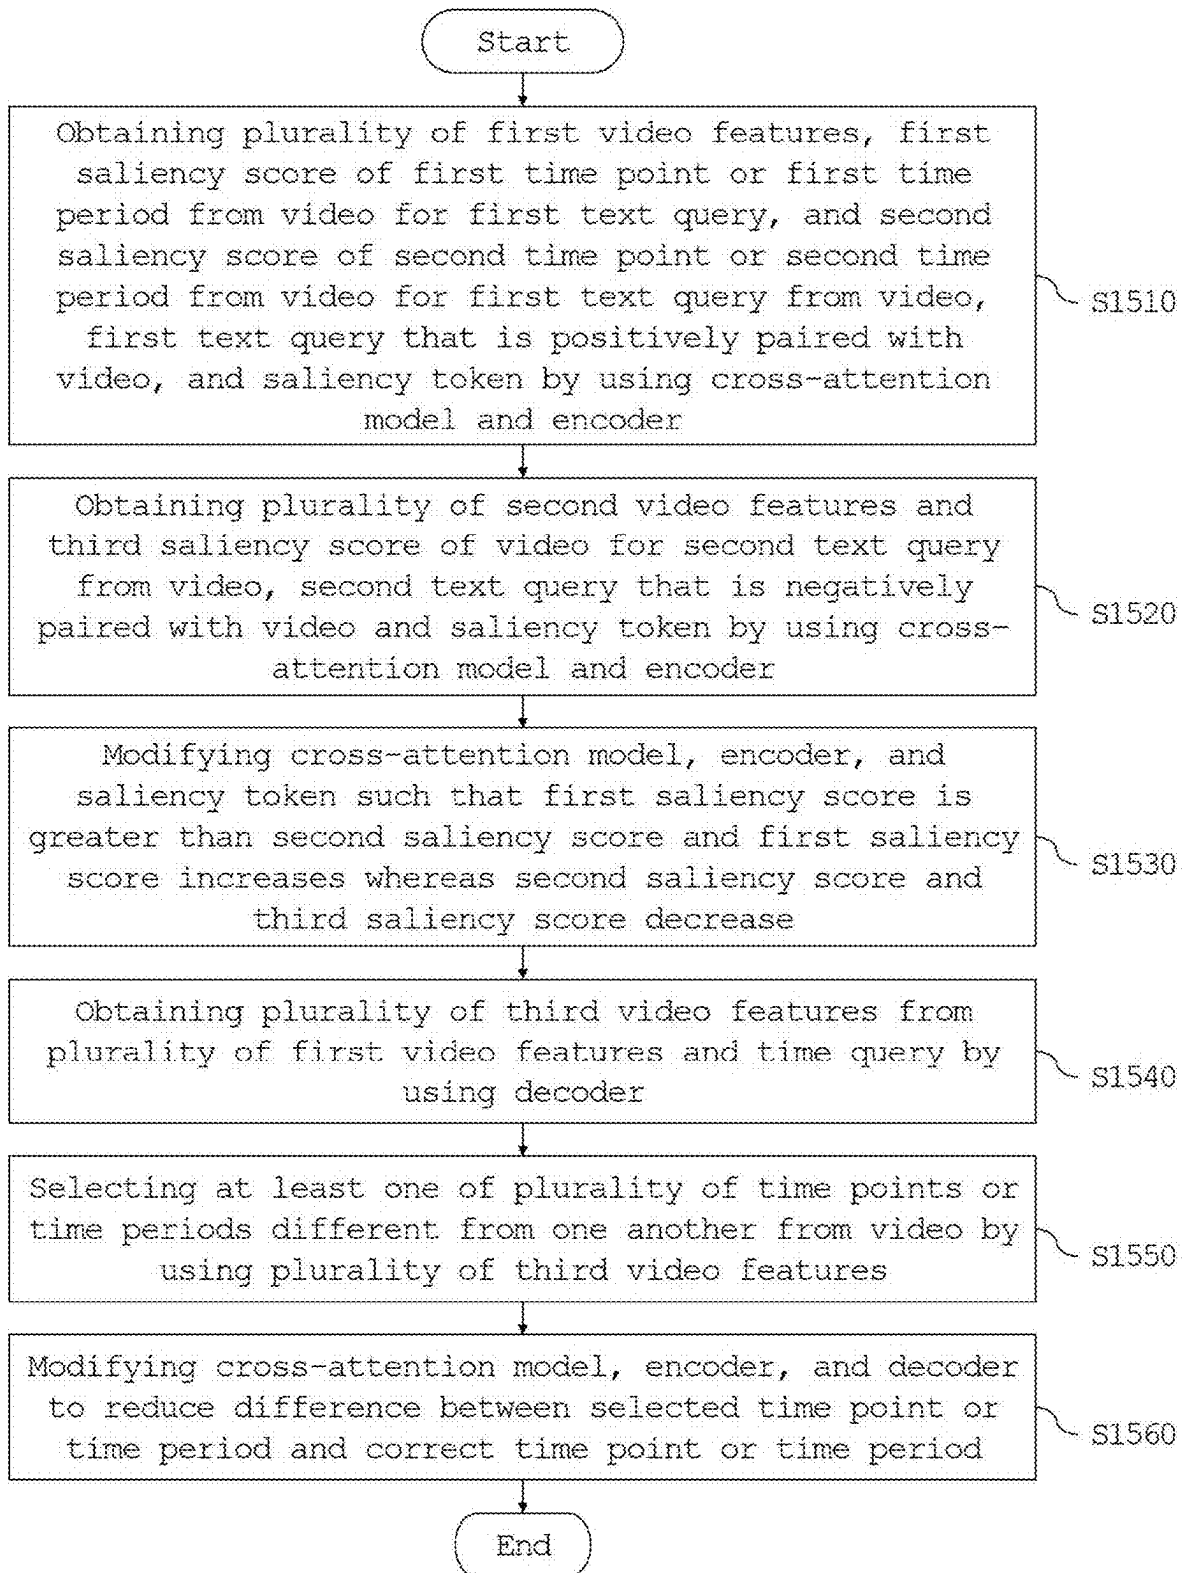 Start
Obtaining plurality of first video features, first
saliency score of first time point or first time
period from video for first text query, and second
saliency score of second time point or second time
period from video for first text query from video,
first text query that is positively paired with
video, and saliency token by using cross-attention
model and encoder
S1510
Obtaining plurality of second video features and
third saliency score of video for second text query
from video, second text query that is negatively
paired with video and saliency token by using cross-
attention model and encoder
S1520
Modifying cross-attention model, encoder, and
saliency token such that first saliency score is
greater than second saliency score and first saliency
score increases whereas second saliency score and
third saliency score decrease
S1530
Obtaining plurality of third video features from
plurality of first video features and time query by
using decoder
S1540
Selecting at least one of plurality of time points or
time periods different from one another from video by
using plurality of third video features
S1550
Modifying cross-attention model, encoder, and decoder
to reduce difference between selected time point or
time period and correct time point or time period
S1560
End